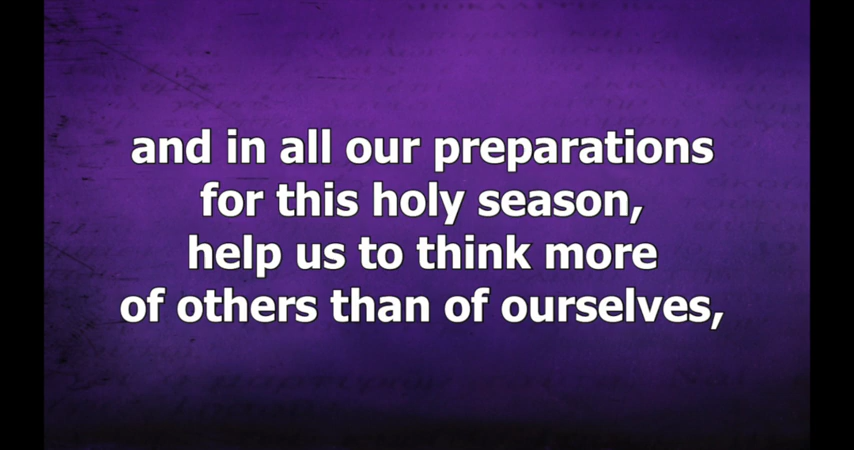 and in all our preparations
for this holy season,
help us to think more
of others than of ourselves,